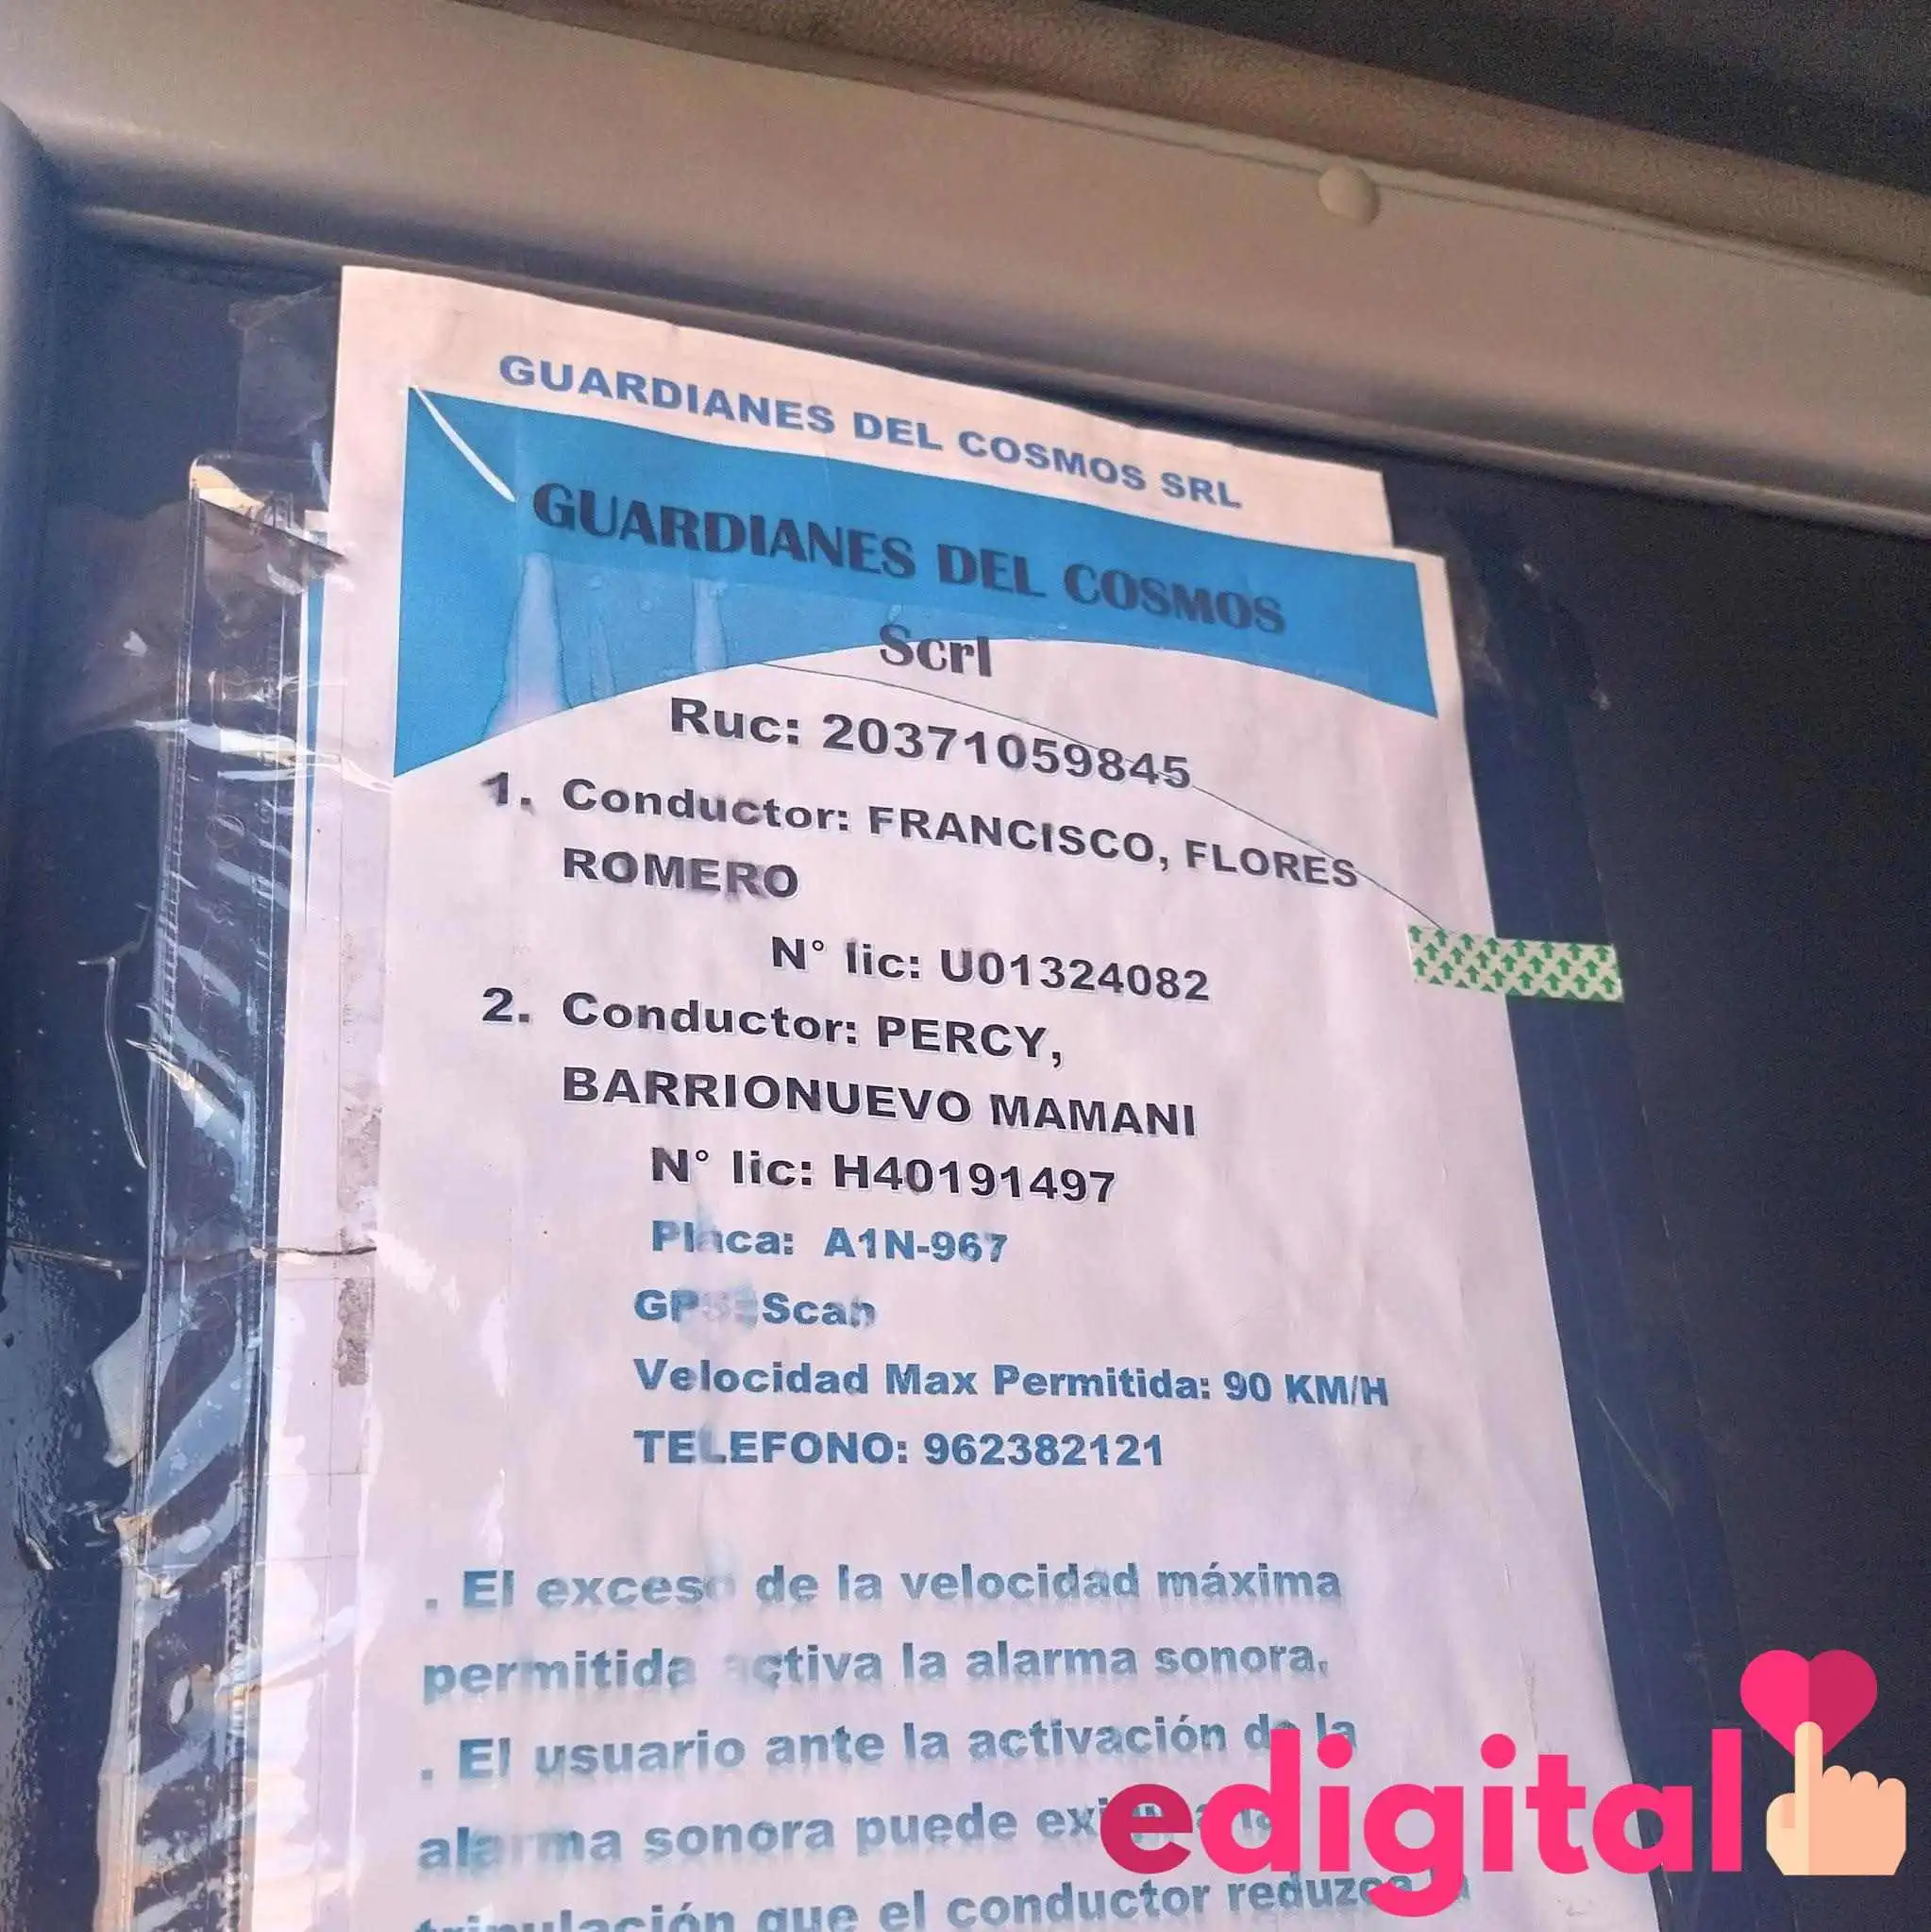 GUARDIANES DEL COSMOS SRL
GUARDIANES DEL COSMOS
Scrl
Ruc: 20371059845
1. Conductor: FRANCISCO, FLORES
ROMERO
N° lic: U01324082
2. Conductor: PERCY,
BARRIONUEVO MAMANI
N° lic: H40191497
Placa: A1N-967
Velocidad Max Permitida: 90 KM/H
TELEFONO: 962382121
. El exceso de la velocidad máxima
permitida activa la alarma sonora.
. El usuario ante la activación de la
alarma sonora puede
tripulación que el conductor reduzca la
edigital